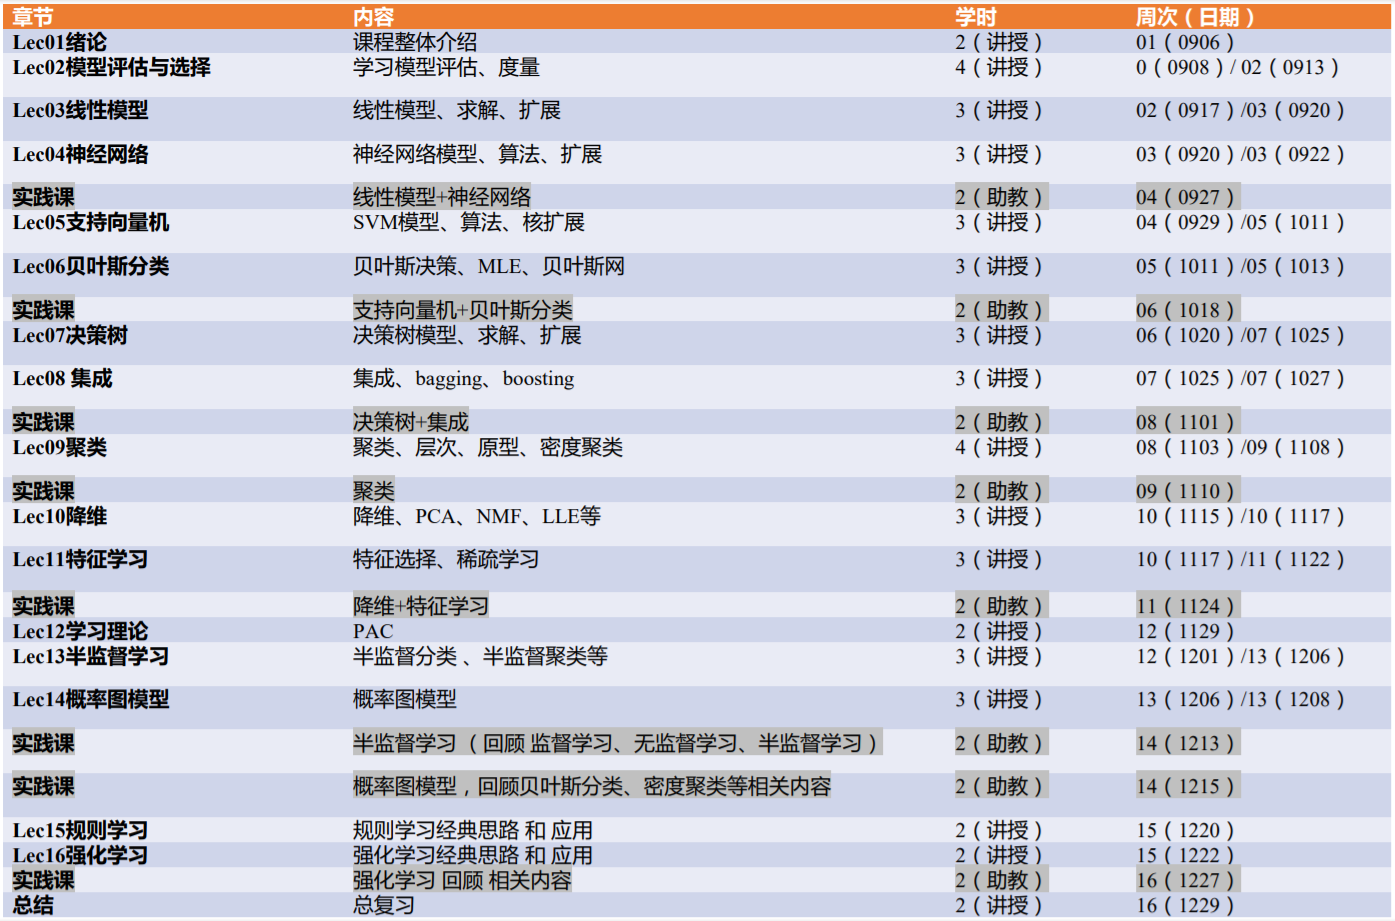 章节 内容 学时 周次（日期）
Lec01绪论 课程整体介绍 2（讲授） 01（0906）
Lec02模型评估与选择 学习模型评估、度量 4（讲授） 0（0908）/ 02（0913）
Lec03线性模型 线性模型、求解、扩展 3（讲授） 02（0917）/03（0920）
Lec04神经网络 神经网络模型、算法、扩展 3（讲授） 03（0920）/03（0922）
实践课 线性模型+神经网络 2（助教） 04（0927）
Lec05支持向量机 SVM模型、算法、核扩展 3（讲授） 04（0929）/05（1011）
Lec06贝叶斯分类 贝叶斯决策、MLE、贝叶斯网 3（讲授） 05（1011）/05（1013）
实践课 支持向量机+贝叶斯分类 2（助教） 06（1018）
Lec07决策树 决策树模型、求解、扩展 3（讲授） 06（1020）/07（1025）
Lec08 集成 集成、bagging、boosting 3（讲授） 07（1025）/07（1027）
实践课 决策树+集成 2（助教） 08（1101）
Lec09聚类 聚类、层次、原型、密度聚类 4（讲授） 08（1103）/09（1108）
实践课 聚类 2（助教） 09（1110）
Lec10降维 降维、PCA、NMF、LLE等 3（讲授） 10（1115）/10（1117）
Lec11特征学习 特征选择、稀疏学习 3（讲授） 10（1117）/11（1122）
实践课 降维+特征学习 2（助教） 11（1124）
Lec12学习理论 PAC 2（讲授） 12（1129）
Lec13半监督学习 半监督分类 、半监督聚类等 3（讲授） 12（1201）/13（1206）
Lec14概率图模型 概率图模型 3（讲授） 13（1206）/13（1208）
实践课 半监督学习 （回顾 监督学习、无监督学习、半监督学习） 2（助教） 14（1213）
实践课 概率图模型，回顾贝叶斯分类、密度聚类等相关内容 2（助教） 14（1215）
Lec15规则学习 规则学习经典思路 和 应用 2（讲授） 15（1220）
Lec16强化学习 强化学习经典思路 和 应用 2（讲授） 15（1222）
实践课 强化学习 回顾 相关内容 2（助教） 16（1227）
总结 总复习 2（讲授） 16（1229）